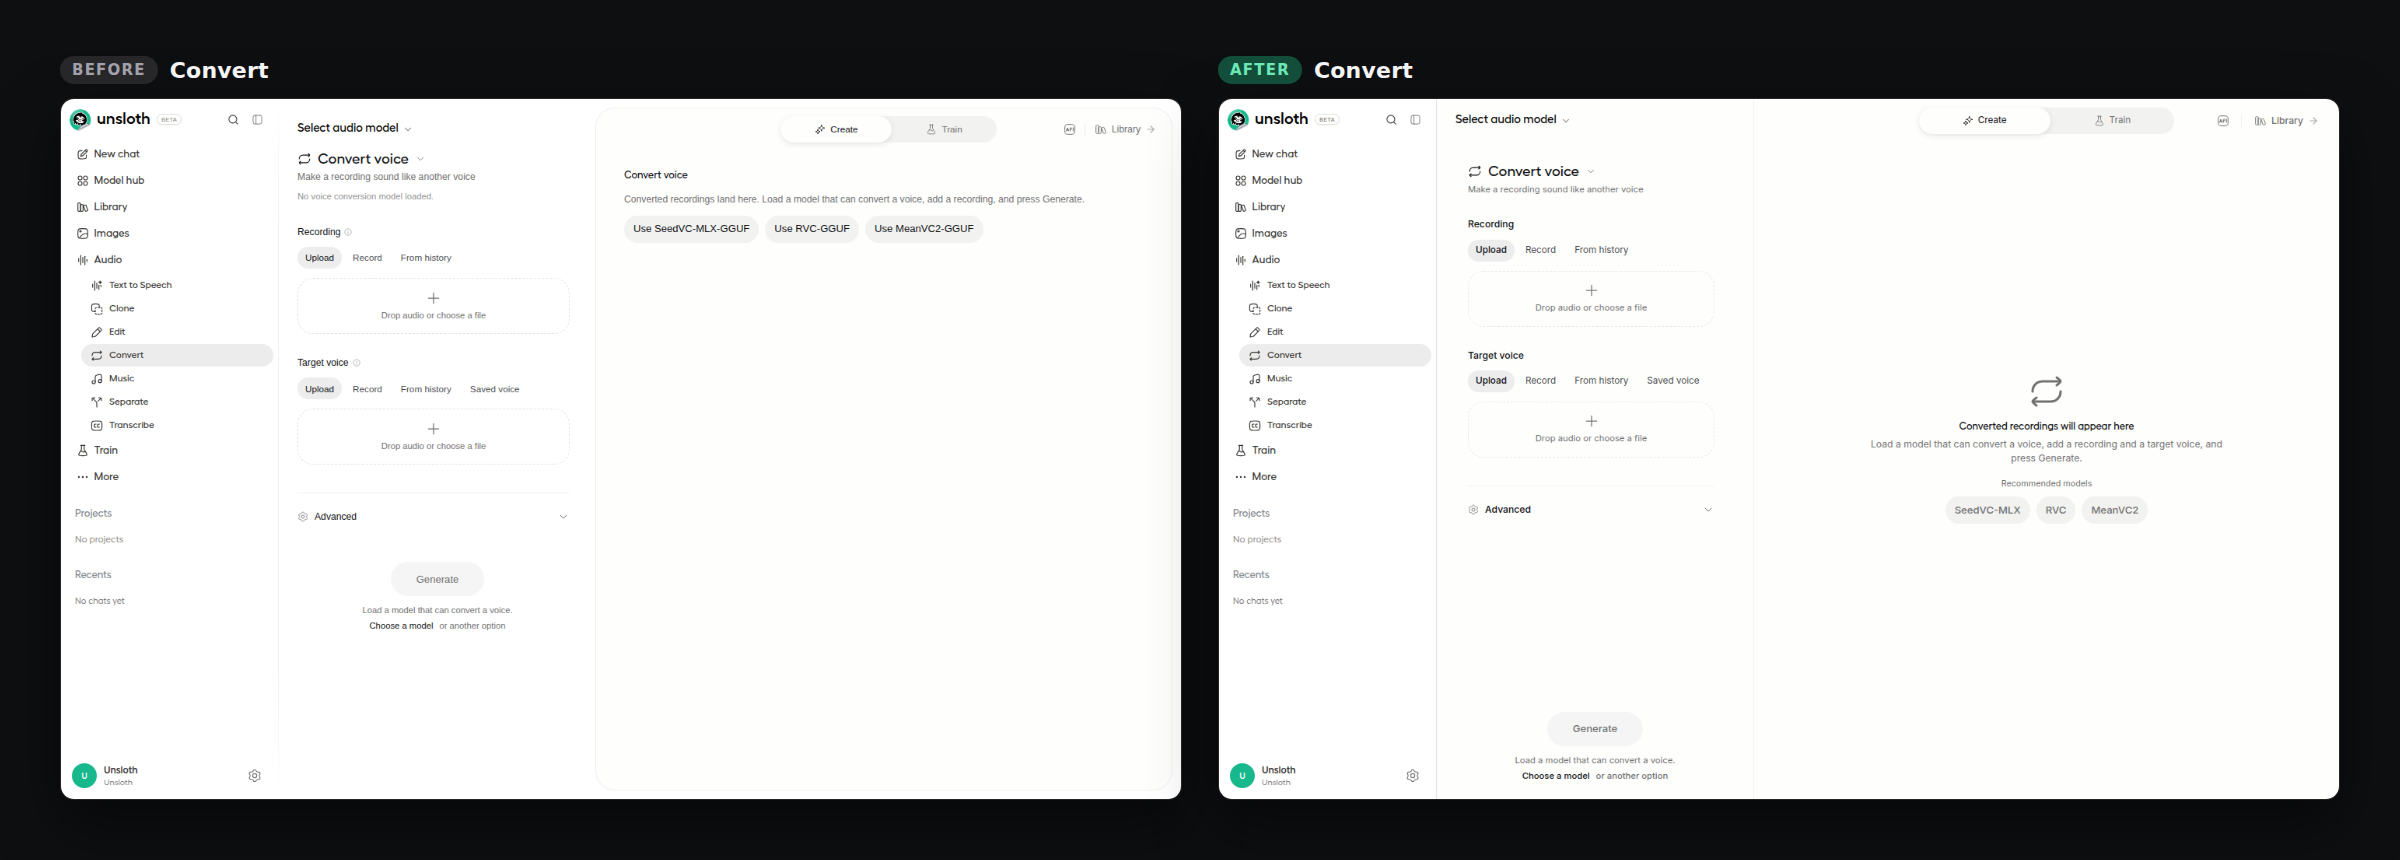 BEFORE Convert
unsloth BETA
New chat
Model hub
Library
Images
Audio
Text to Speech
Clone
Edit
Convert
Music
Separate
Transcribe
Train
More
Projects
No projects
Recents
No chats yet
U
Unsloth
Unsloth
Select audio model
Convert voice
Make a recording sound like another voice
No voice conversion model loaded.
Recording
Upload Record From history
Drop audio or choose a file
Target voice
Upload Record From history Saved voice
Drop audio or choose a file
Advanced
Generate
Load a model that can convert a voice.
Choose a model or another option
Create Train
API Library
Convert voice
Converted recordings land here. Load a model that can convert a voice, add a recording, and press Generate.
Use SeedVC-MLX-GGUF Use RVC-GGUF Use MeanVC2-GGUF
AFTER Convert
unsloth BETA
New chat
Model hub
Library
Images
Audio
Text to Speech
Clone
Edit
Convert
Music
Separate
Transcribe
Train
More
Projects
No projects
Recents
No chats yet
U
Unsloth
Unsloth
Select audio model
Convert voice
Make a recording sound like another voice
Recording
Upload Record From history
Drop audio or choose a file
Target voice
Upload Record From history Saved voice
Drop audio or choose a file
Advanced
Generate
Load a model that can convert a voice.
Choose a model or another option
Create Train
API Library
Converted recordings will appear here
Load a model that can convert a voice, add a recording and a target voice, and
press Generate.
Recommended models
SeedVC-MLX RVC MeanVC2